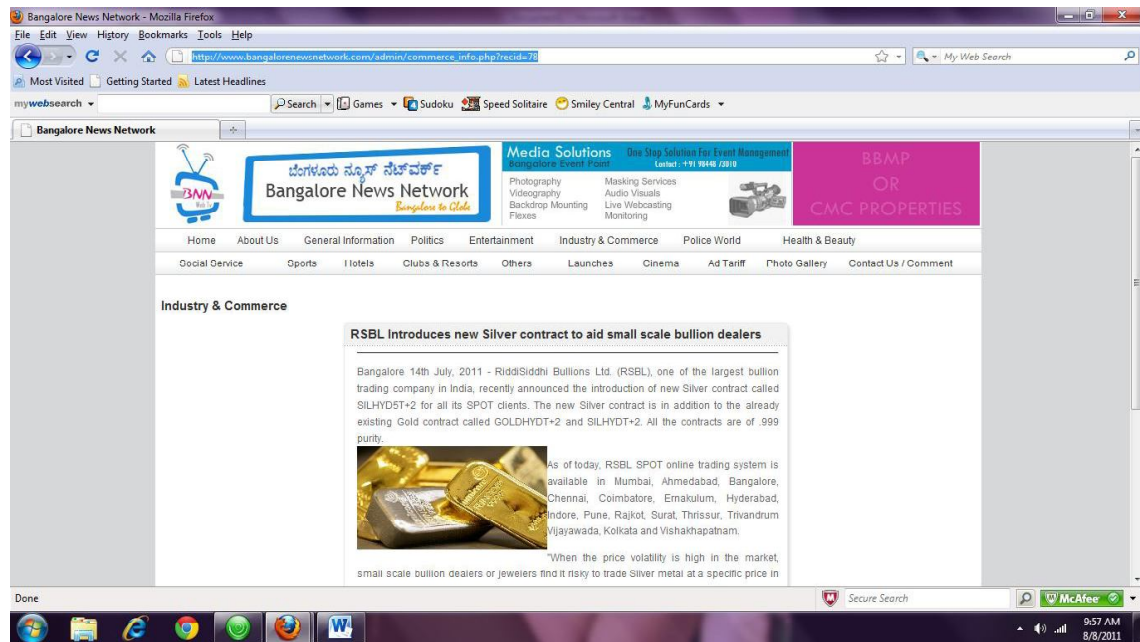 Bangalore News Network - Mozilla Firefox
File Edit View History Bookmarks Tools Help
http://www.bangalorenewsnetwork.com/admin/commerce_info.php?recid=78
My Web Search
Most Visited Getting Started Latest Headlines
mywebsearch Search Games Sudoku Speed Solitaire Smiley Central MyFunCards
Bangalore News Network
BNN
Web Tv
ಬೆಂಗಳೂರು ನ್ಯೂಸ್ ನೆಟ್‌ವರ್ಕ್
Bangalore News Network
Bangalore to Globe
Media Solutions One Stop Solution For Event Management
Bangalore Event Point Contact : +91 98448 73010
Photography Masking Services
Videography Audio Visuals
Backdrop Mounting Live Webcasting
Flexes Monitoring
BBMP
OR
CMC PROPERTIES
Home About Us General Information Politics Entertainment Industry & Commerce Police World Health & Beauty
Social Service Sports Hotels Clubs & Resorts Others Launches Cinema Ad Tariff Photo Gallery Contact Us / Comment
Industry & Commerce
RSBL Introduces new Silver contract to aid small scale bullion dealers
Bangalore 14th July, 2011 - RiddiSiddhi Bullions Ltd. (RSBL), one of the largest bullion
trading company in India, recently announced the introduction of new Silver contract called
SILHYD5T+2 for all its SPOT clients. The new Silver contract is in addition to the already
existing Gold contract called GOLDHYDT+2 and SILHYDT+2. All the contracts are of .999
purity.
As of today, RSBL SPOT online trading system is
available in Mumbai, Ahmedabad, Bangalore,
Chennai, Coimbatore, Ernakulum, Hyderabad,
Indore, Pune, Rajkot, Surat, Thrissur, Trivandrum
Vijayawada, Kolkata and Vishakhapatnam.
"When the price volatility is high in the market,
small scale bullion dealers or jewelers find it risky to trade Silver metal at a specific price in
Done
Secure Search
McAfee
9:57 AM
8/8/2011